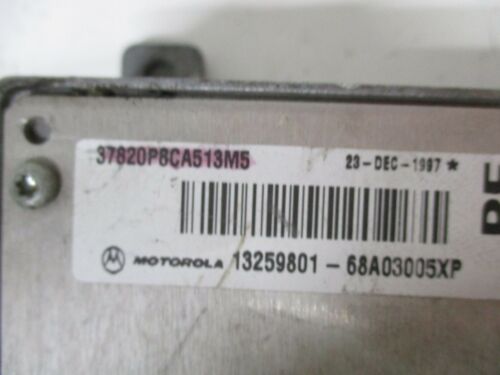 37820P8CA513M5 23-DEC-1997 *
MOTOROLA 13259801 - 68A03005XP